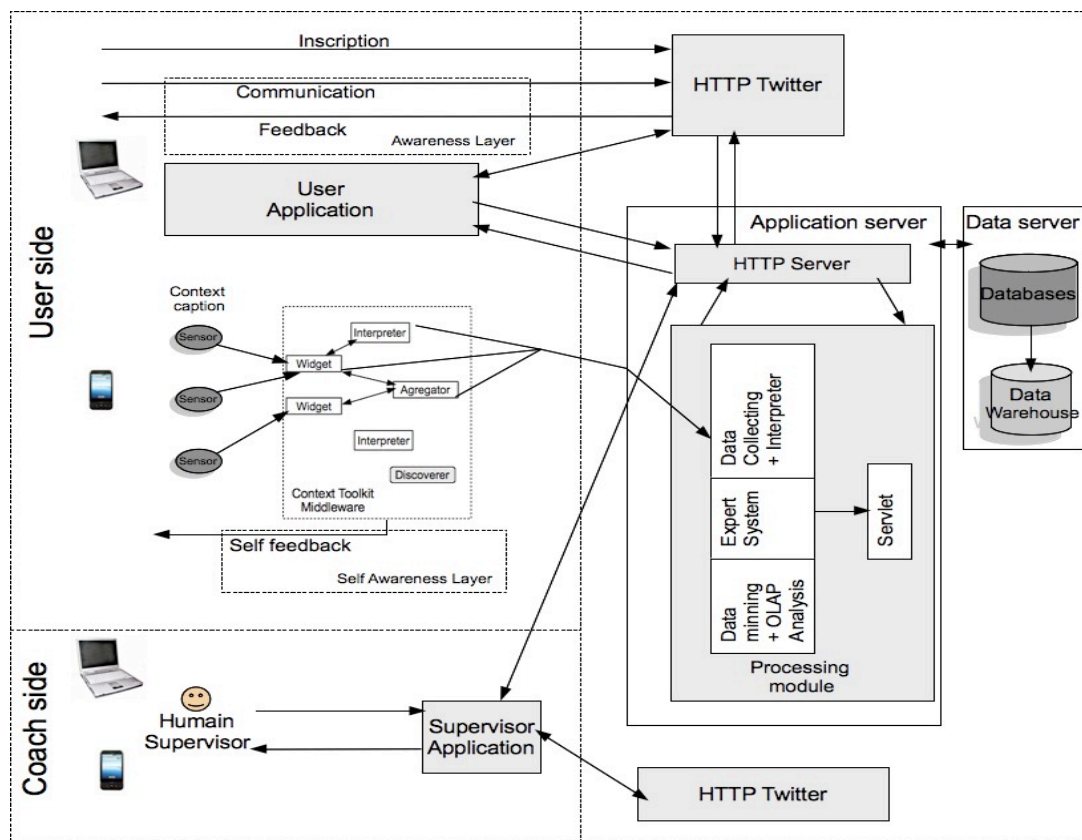 Inscription
Communication
Feedback
Awareness Layer
HTTP Twitter
User
Application
User side
Application server
HTTP Server
Data server
Databases
Data
Warehouse
Context
caption
Sensor
Sensor
Sensor
Interpreter
Widget
Agregator
Widget
Interpreter
Discoverer
Context Toolkit
Middleware
Self feedback
Self Awareness Layer
Data
Collecting
+ Interpreter
Expert
System
Data
minning
+ OLAP
Analysis
Servlet
Processing
module
Coach side
Humain
Supervisor
Supervisor
Application
HTTP Twitter